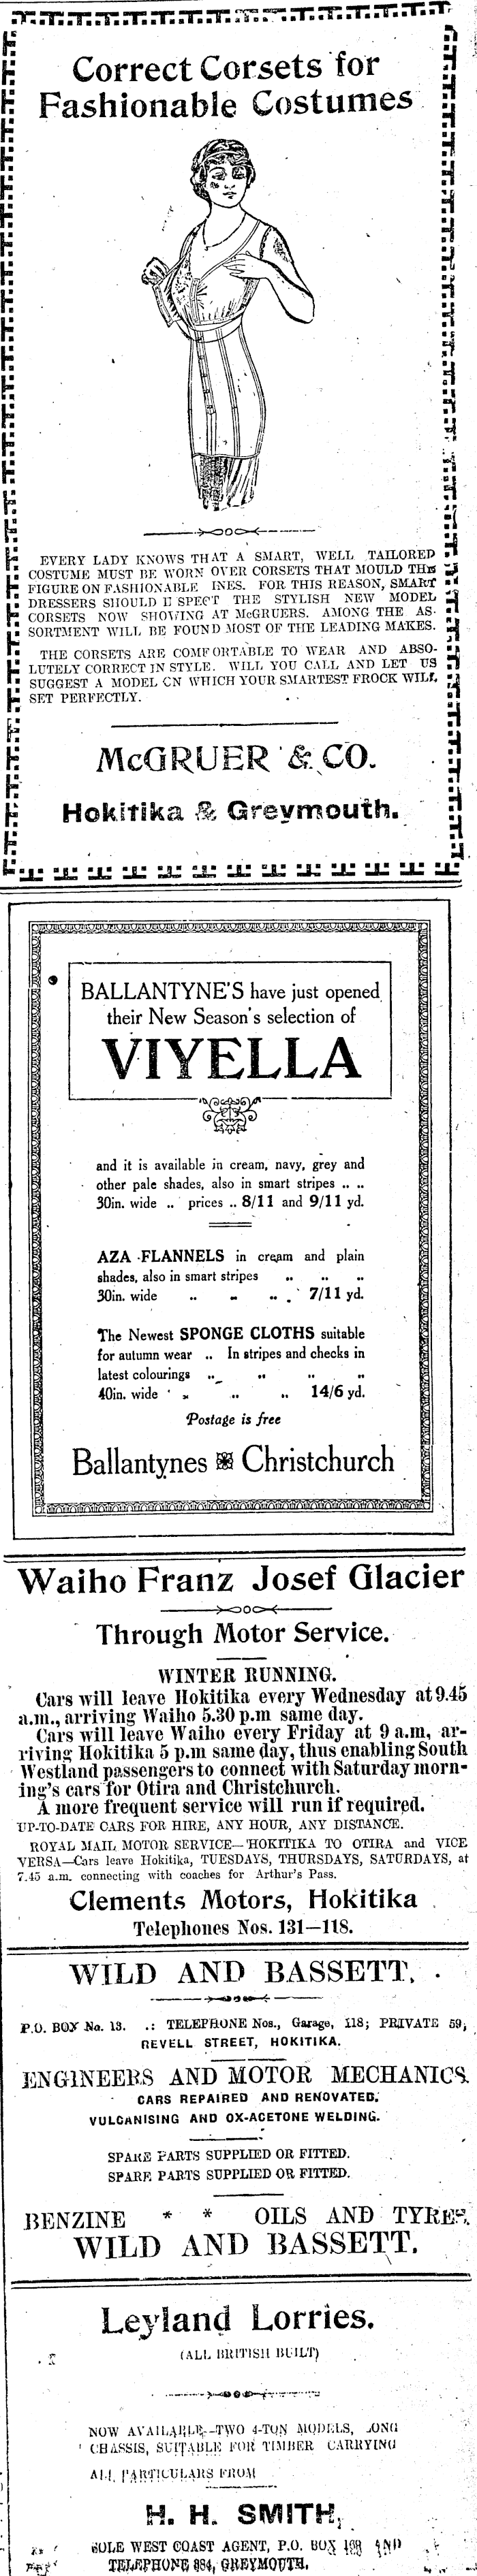 Correct Corsets for
Fashionable Costumes
EVERY LADY KNOWS THAT A SMART, WELL TAILORED
COSTUME MUST BE WORN OVER CORSETS THAT MOULD THE
FIGURE ON FASHIONABLE INES. FOR THIS REASON, SMART
DRESSERS SHOULD I SPECT THE STYLISH NEW MODEL
CORSETS NOW SHOWING AT McGRUERS. AMONG THE AS-
SORTMENT WILL BE FOUND MOST OF THE LEADING MAKES.
THE CORSETS ARE COMFORTABLE TO WEAR AND ABSO-
LUTELY CORRECT IN STYLE. WILL YOU CALL AND LET US
SUGGEST A MODEL ON WHICH YOUR SMARTEST FROCK WILL
SET PERFECTLY.
McGRUER & CO.
Hokitika & Greymouth.
BALLANTYNE'S have just opened
their New Season's selection of
VIYELLA
and it is available in cream, navy, grey and
other pale shades, also in smart stripes .. ..
30in. wide .. prices .. 8/11 and 9/11 yd.
AZA FLANNELS in cream and plain
shades, also in smart stripes .. .. ..
30in. wide .. .. .. . 7/11 yd.
The Newest SPONGE CLOTHS suitable
for autumn wear .. In stripes and checks in
latest colourings .. .. .. ..
40in. wide .. .. .. 14/6 yd.
Postage is free
Ballantynes Christchurch
Waiho Franz Josef Glacier
Through Motor Service.
WINTER RUNNING.
Cars will leave Hokitika every Wednesday at 9.45
a.m., arriving Waiho 5.30 p.m same day.
Cars will leave Waiho every Friday at 9 a.m, ar-
riving Hokitika 5 p.m same day, thus enabling South
Westland passengers to connect with Saturday morn-
ing's cars for Otira and Christchurch.
A more frequent service will run if required.
UP-TO-DATE CARS FOR HIRE, ANY HOUR, ANY DISTANCE.
ROYAL MAIL MOTOR SERVICE—HOKITIKA TO OTIRA and VICE
VERSA—Cars leave Hokitika, TUESDAYS, THURSDAYS, SATURDAYS, at
7.45 a.m. connecting with coaches for Arthur's Pass.
Clements Motors, Hokitika
Telephones Nos. 131—118.
WILD AND BASSETT.
P.O. BOX No. 13. .: TELEPHONE Nos., Garage, 118; PRIVATE 59;
REVELL STREET, HOKITIKA.
ENGINEERS AND MOTOR MECHANICS.
CARS REPAIRED AND RENOVATED.
VULCANISING AND OX-ACETONE WELDING.
SPARE PARTS SUPPLIED OR FITTED.
SPARE PARTS SUPPLIED OR FITTED.
BENZINE * * OILS AND TYRES.
WILD AND BASSETT.
Leyland Lorries.
(ALL BRITISH BUILT)
NOW AVAILABLE—TWO 4-TON MODELS, LONG
CHASSIS, SUITABLE FOR TIMBER CARRYING
ALL PARTICULARS FROM
H. H. SMITH,
SOLE WEST COAST AGENT, P.O. BOX AND
TELEPHONE 884, GREYMOUTH.